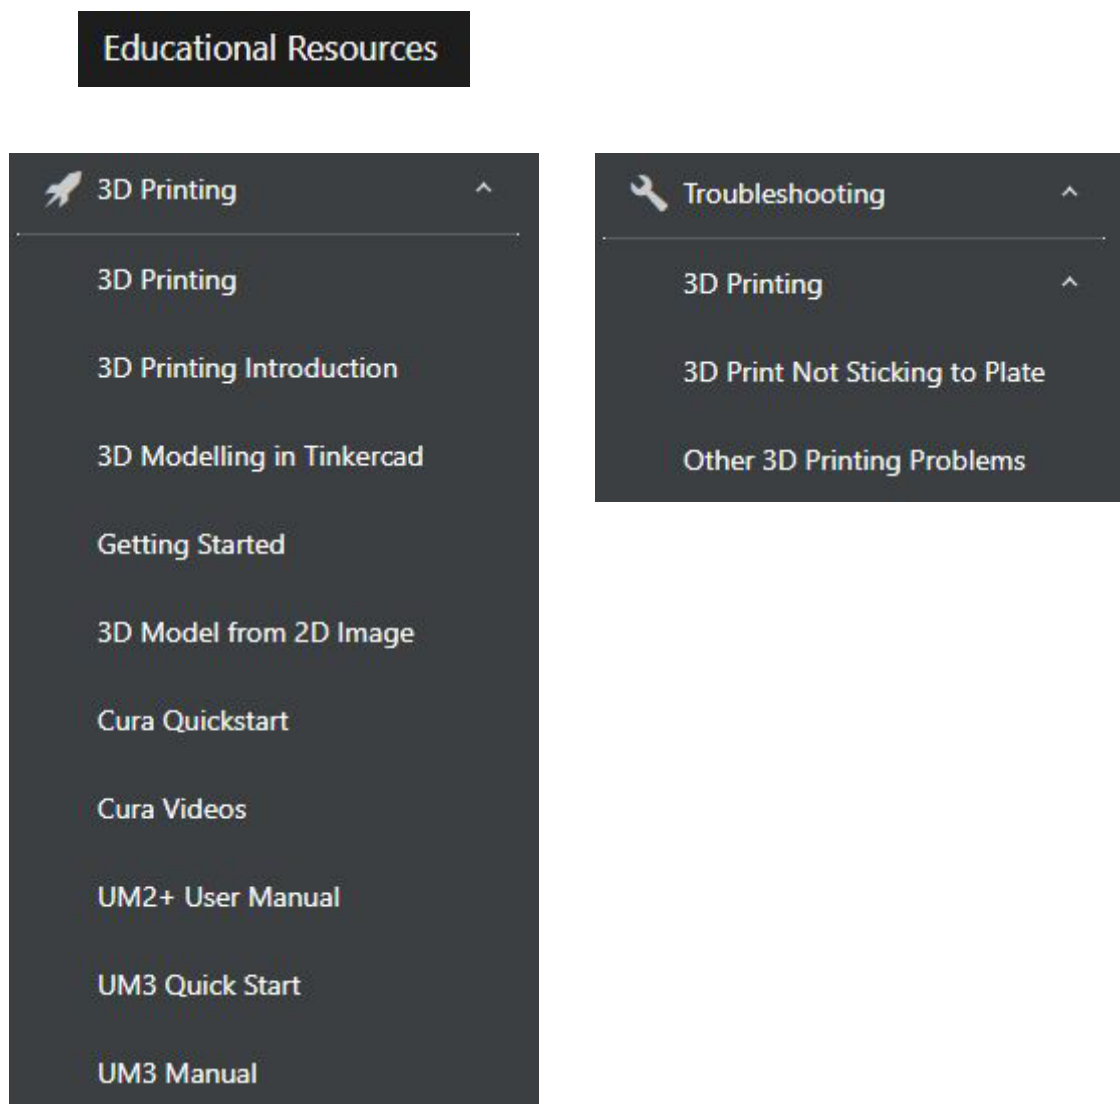 Educational Resources
3D Printing
3D Printing
3D Printing Introduction
3D Modelling in Tinkercad
Getting Started
3D Model from 2D Image
Cura Quickstart
Cura Videos
UM2+ User Manual
UM3 Quick Start
UM3 Manual
Troubleshooting
3D Printing
3D Print Not Sticking to Plate
Other 3D Printing Problems